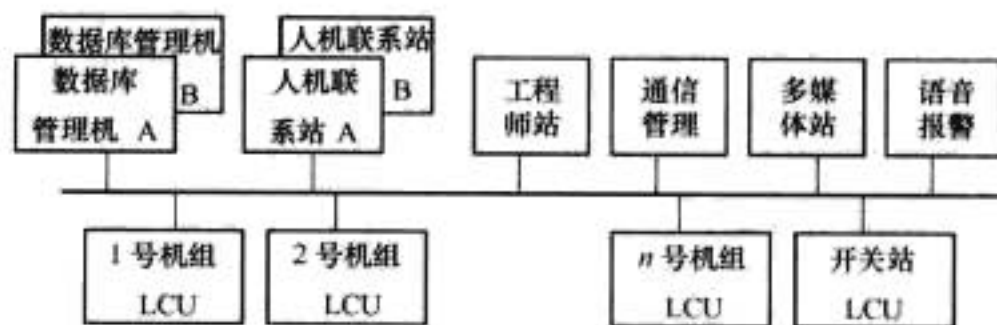 数据库管理机
B
数据库
管理机 A
人机联系站
B
人机联
系站 A
工程
师站
通信
管理
多媒
体站
语音
报警
1 号机组
LCU
2 号机组
LCU
n 号机组
LCU
开关站
LCU